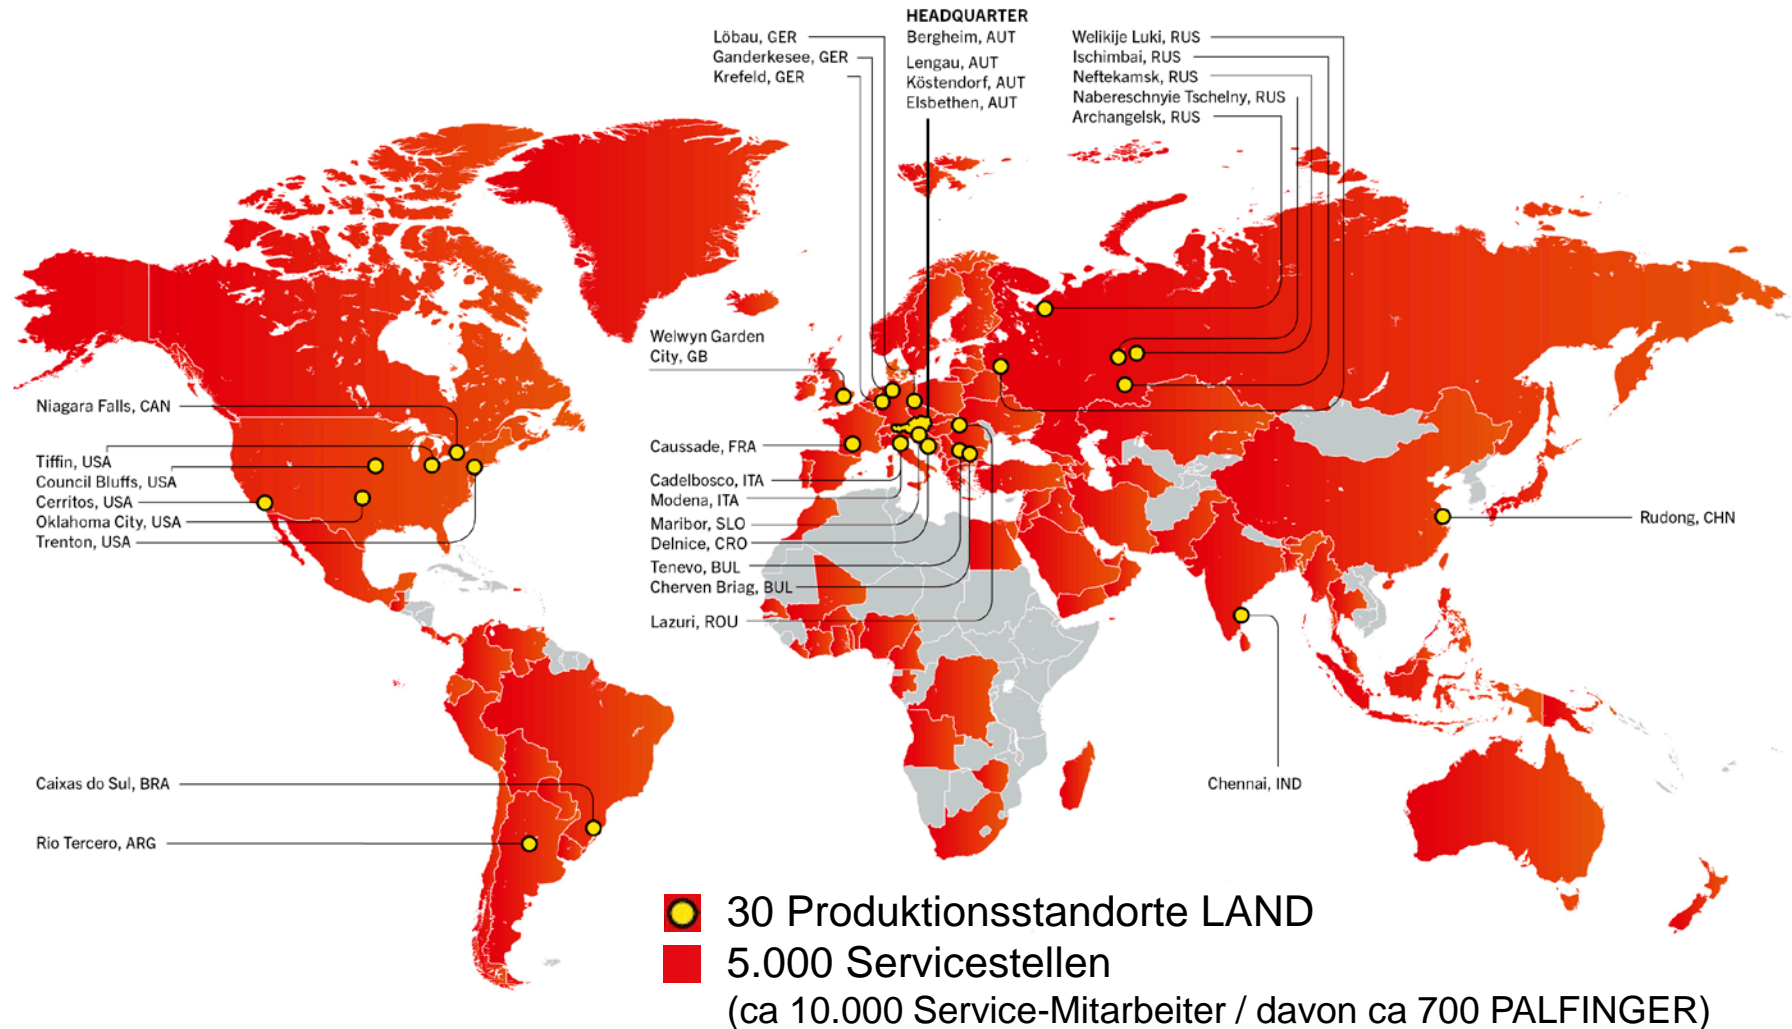 HEADQUARTER
Bergheim, AUT
Lengau, AUT
Köstendorf, AUT
Elsbethen, AUT
Löbau, GER
Ganderkesee, GER
Krefeld, GER
Welikije Luki, RUS
Ischimbai, RUS
Neftekamsk, RUS
Nabereschnyie Tschelny, RUS
Archangelsk, RUS
Welwyn Garden
City, GB
Niagara Falls, CAN
Tiffin, USA
Council Bluffs, USA
Cerritos, USA
Oklahoma City, USA
Trenton, USA
Caussade, FRA
Cadelbosco, ITA
Modena, ITA
Maribor, SLO
Delnice, CRO
Tenevo, BUL
Cherven Briag, BUL
Lazuri, ROU
Rudong, CHN
Chennai, IND
Caixas do Sul, BRA
Rio Tercero, ARG
30 Produktionsstandorte LAND
5.000 Servicestellen
(ca 10.000 Service-Mitarbeiter / davon ca 700 PALFINGER)